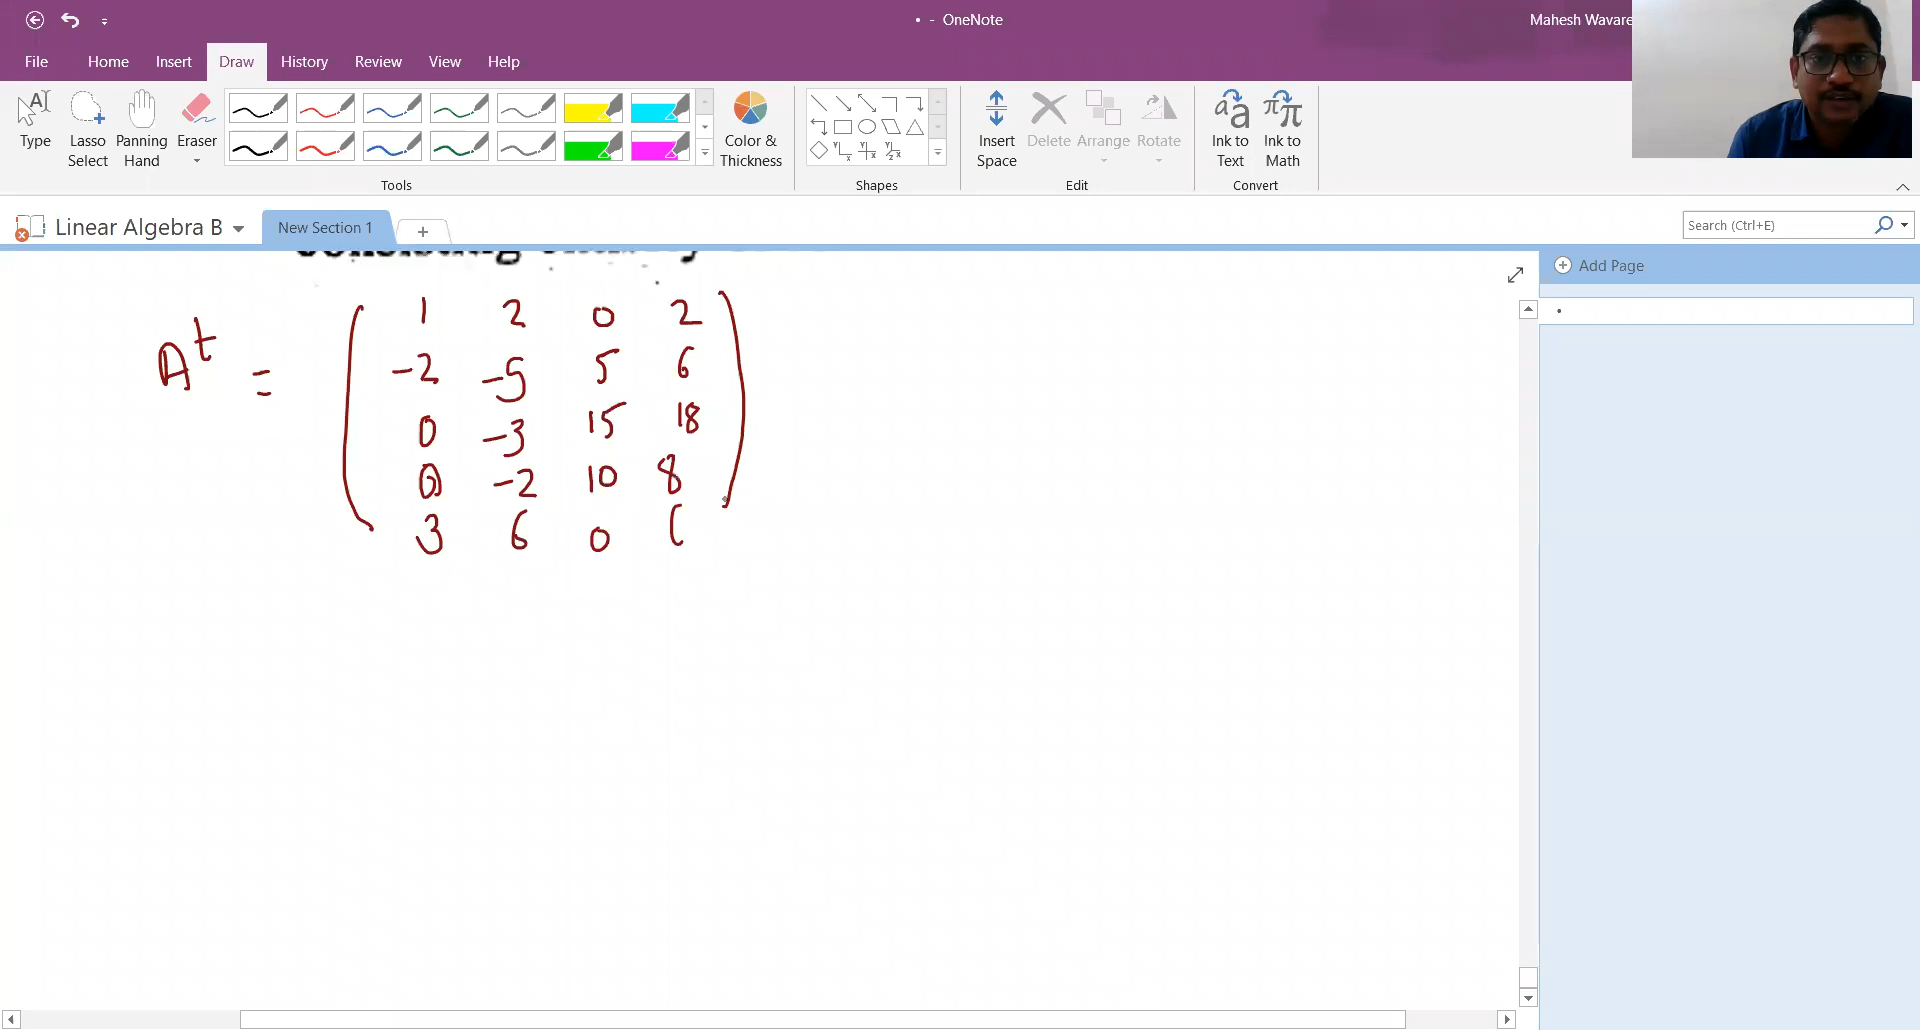 - OneNote
Mahesh Wavare
File Home Insert Draw History Review View Help
Type Lasso Select Panning Hand Eraser Color & Thickness Insert Space Delete Arrange Rotate Ink to Text Ink to Math
Tools Shapes Edit Convert
Linear Algebra B New Section 1 + Search (Ctrl+E)
Add Page
A^t =
1 2 0 2
-2 -5 5 6
0 -3 15 18
0 -2 10 8
3 6 0